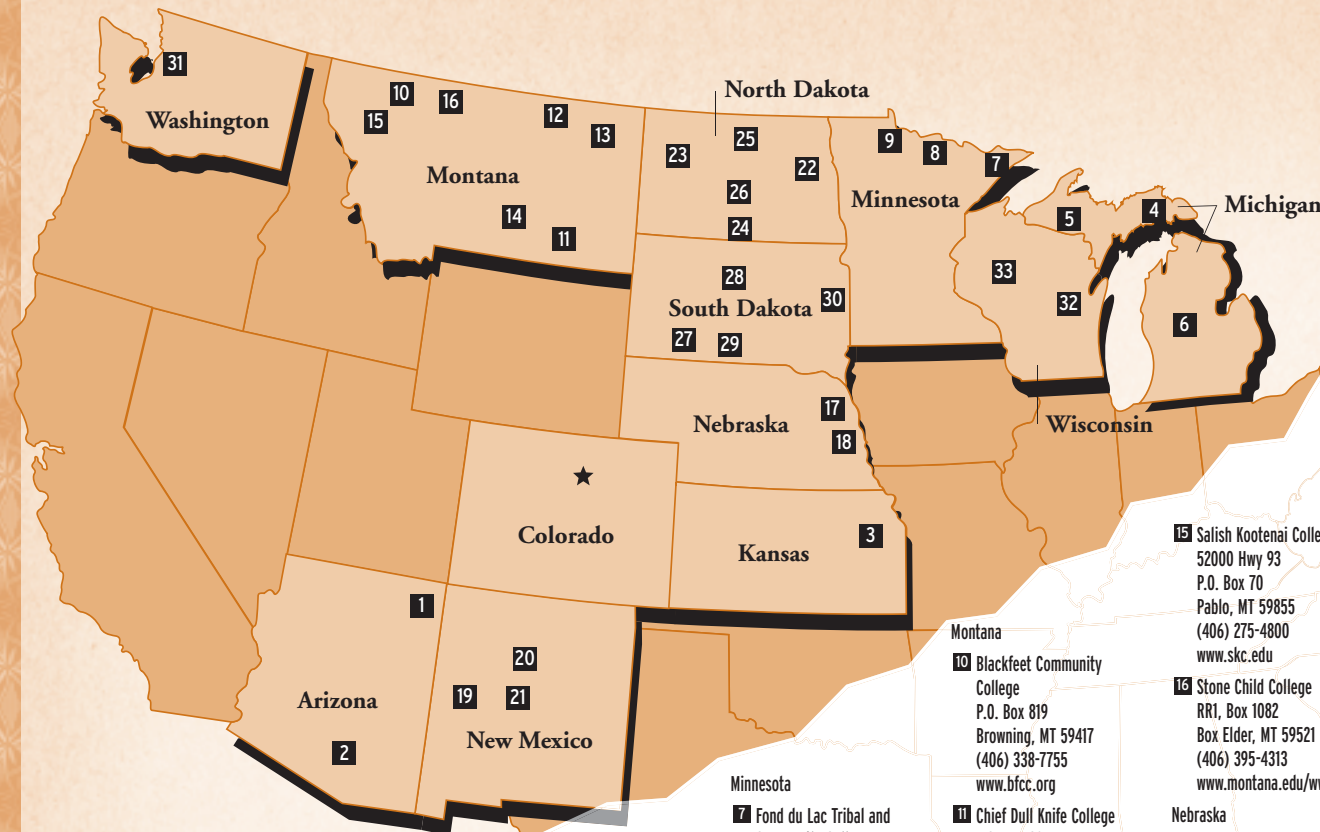 North Dakota
31
Washington
10
16
15
12
13
Montana
14
11
23
25
22
26
24
9
8
7
Minnesota
5
4
Michigan
28
South Dakota
30
27
29
33
32
6
Nebraska
17
18
Wisconsin
Colorado
Kansas
3
1
Arizona
2
20
19
21
New Mexico
Minnesota
7 Fond du Lac Tribal and
Montana
10 Blackfeet Community
College
P.O. Box 819
Browning, MT 59417
(406) 338-7755
www.bfcc.org
11 Chief Dull Knife College
15 Salish Kootenai Colle
52000 Hwy 93
P.O. Box 70
Pablo, MT 59855
(406) 275-4800
www.skc.edu
16 Stone Child College
RR1, Box 1082
Box Elder, MT 59521
(406) 395-4313
www.montana.edu/w
Nebraska